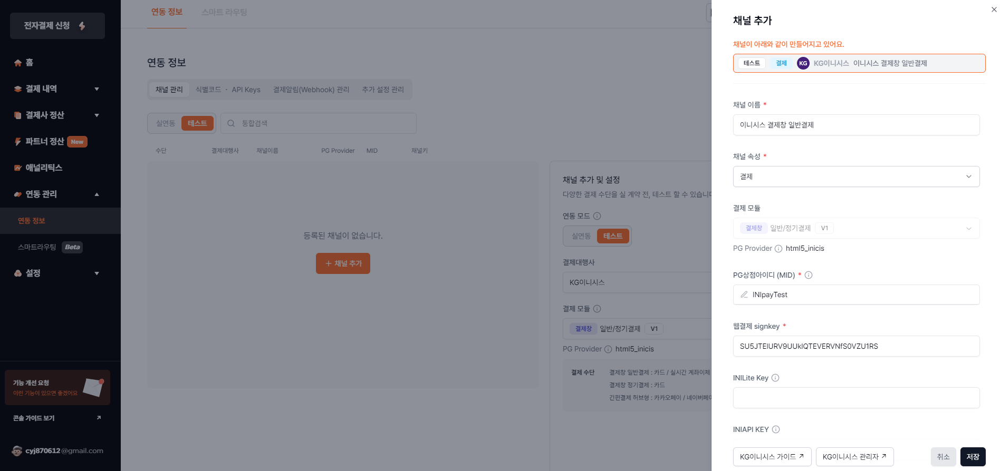 전자결제 신청
홈
결제 내역
결제사 정산
파트너 정산 New
애널리틱스
연동 관리
연동 정보
스마트라우팅 Beta
설정
기능 개선 요청
이런 기능이 있으면 좋겠어요
콘솔 가이드 보기
cyj870612@gmail.com
연동 정보 스마트 라우팅
연동 정보
채널 관리 식별코드 · API Keys 결제알림(Webhook) 관리 추가 설정 관리
실연동 테스트 통합검색
수단 결제대행사 채널이름 PG Provider MID 채널키
등록된 채널이 없습니다.
+ 채널 추가
채널 추가 및 설정
다양한 결제 수단을 실 계약 전, 테스트 할 수 있습니다
연동 모드
실연동 테스트
결제대행사
KG이니시스
결제 모듈
결제창 일반/정기결제 V1
PG Provider html5_inicis
결제 수단 결제창 일반결제 : 카드 / 실시간 계좌이체
결제창 정기결제 : 카드
간편결제 허브형 : 카카오페이 / 네이버페이
채널 추가
채널이 아래와 같이 만들어지고 있어요.
테스트 결제 KG KG이니시스 이니시스 결제창 일반결제
채널 이름 *
이니시스 결제창 일반결제
채널 속성 *
결제
결제 모듈
결제창 일반/정기결제 V1
PG Provider html5_inicis
PG상점아이디 (MID) *
INIpayTest
웹결제 signkey *
SU5JTElURV9UUklQTEVERVNfS0VZU1RS
INILite Key
INIAPI KEY
KG이니시스 가이드 KG이니시스 관리자 취소 저장